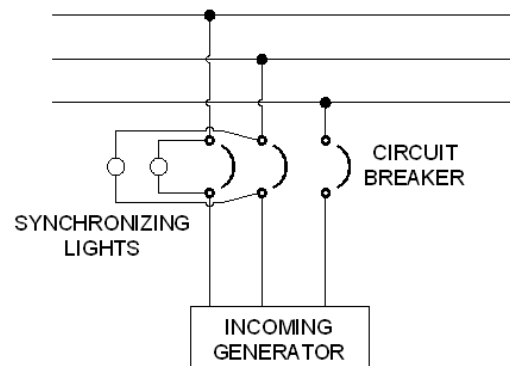 CIRCUIT
BREAKER
SYNCHRONIZING
LIGHTS
INCOMING
GENERATOR